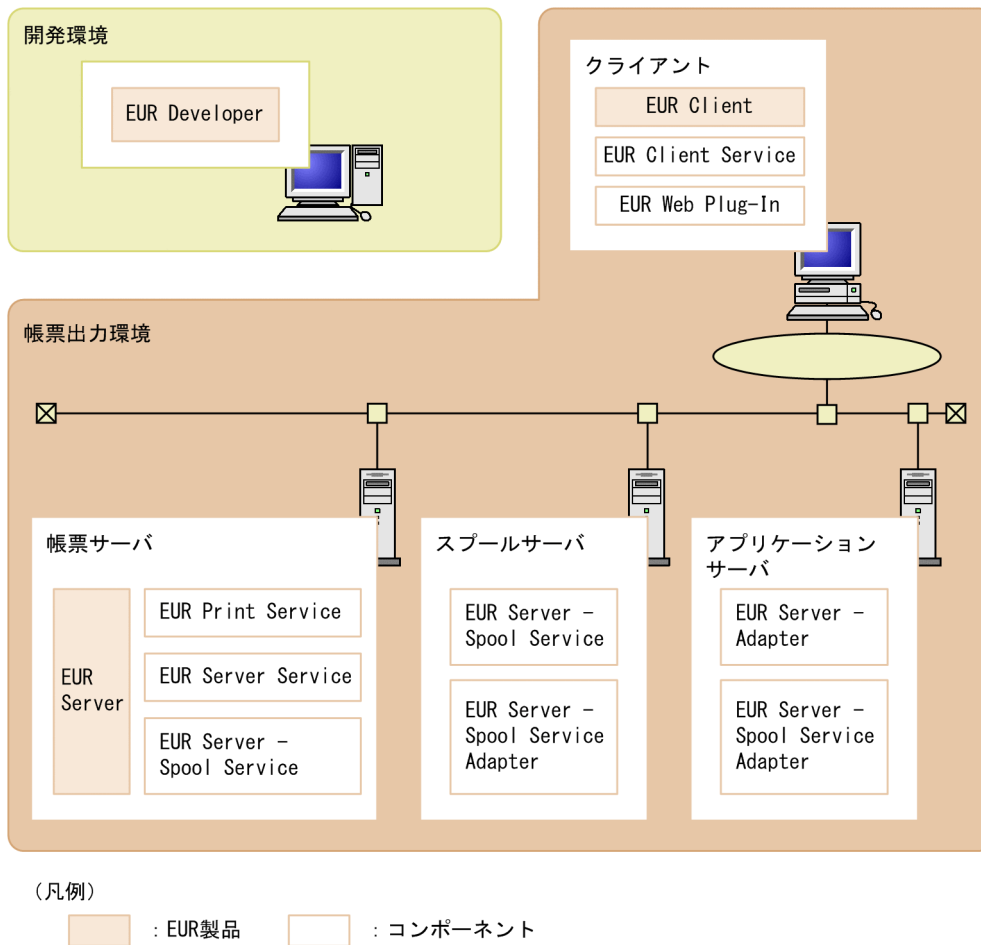 開発環境
EUR Developer
クライアント
EUR Client
EUR Client Service
EUR Web Plug-In
帳票出力環境
帳票サーバ
EUR
Server
EUR Print Service
EUR Server Service
EUR Server -
Spool Service
スプールサーバ
EUR Server -
Spool Service
EUR Server -
Spool Service
Adapter
アプリケーション
サーバ
EUR Server -
Adapter
EUR Server -
Spool Service
Adapter
(凡例)
:EUR製品
:コンポーネント